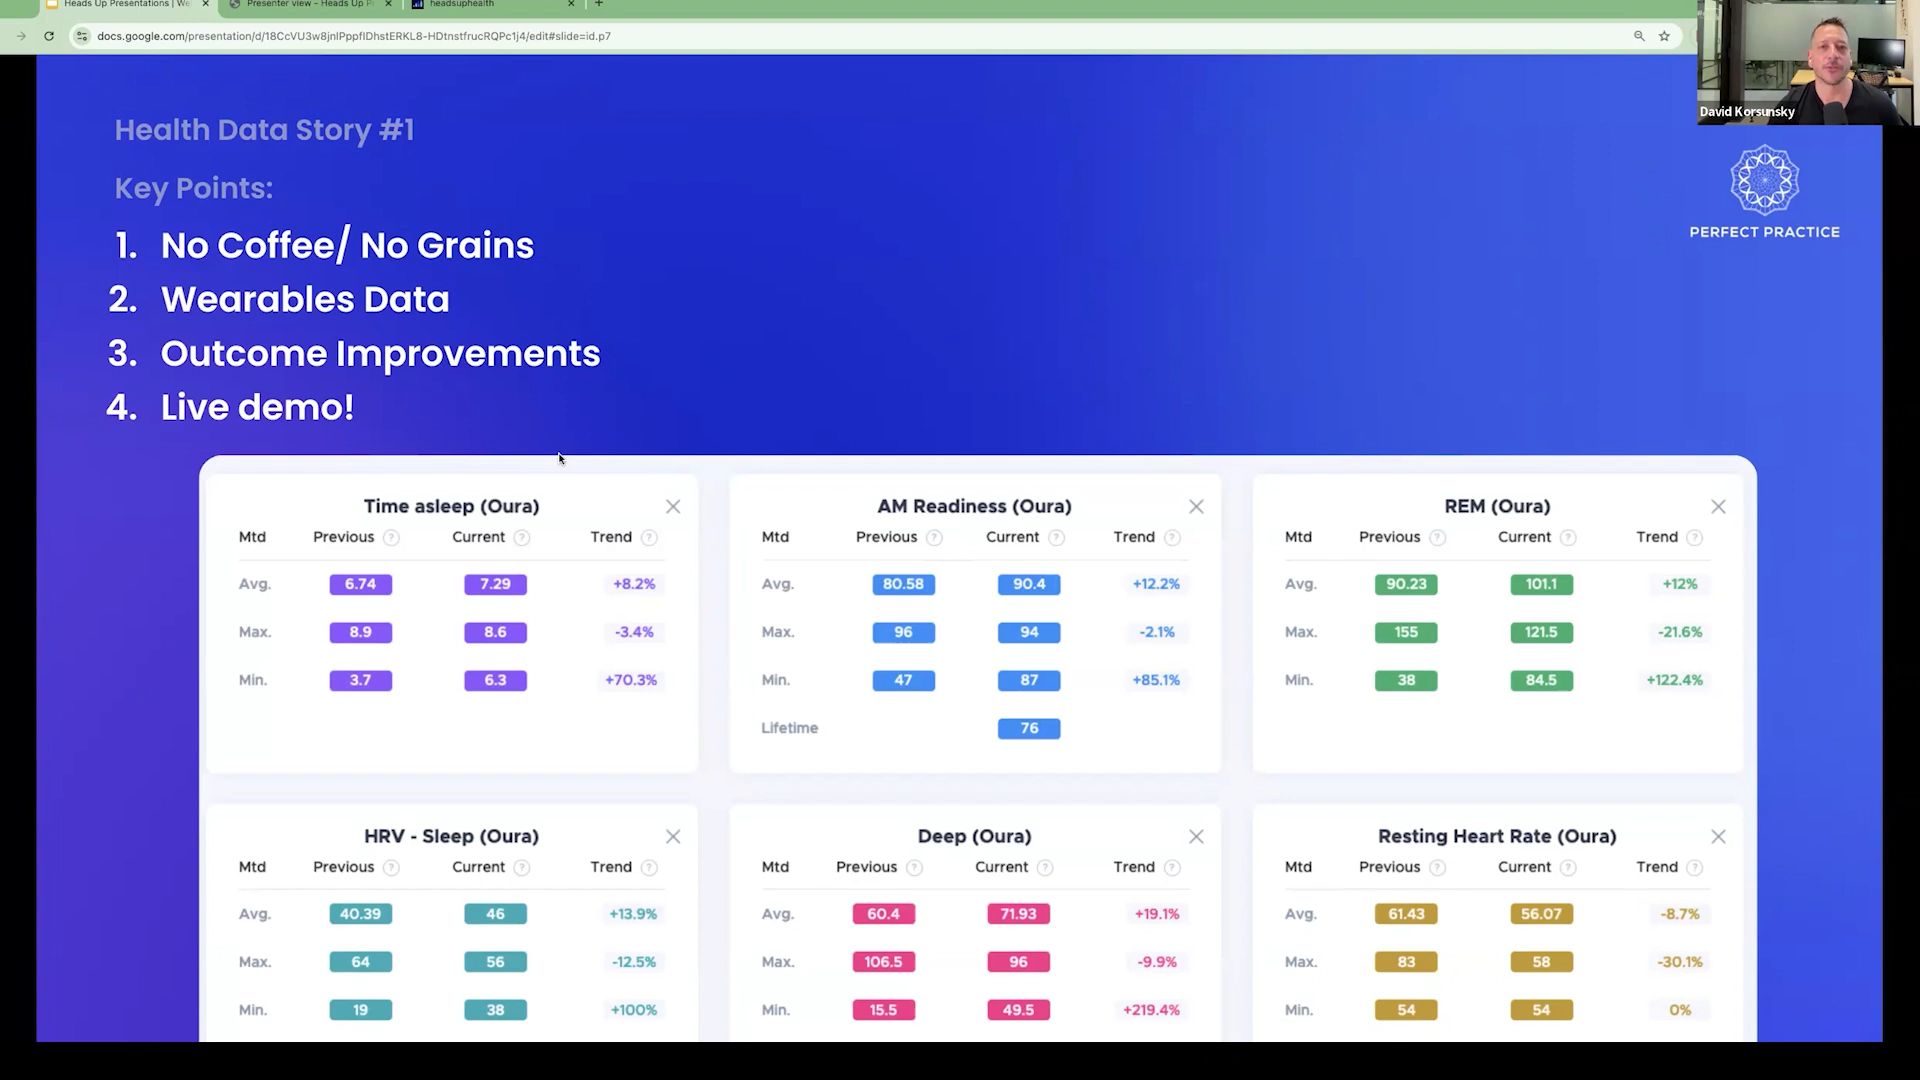 Heads Up Presentations | We
Presenter view - Heads Up P
headsuphealth
docs.google.com/presentation/d/18CcVU3w8jnIPppfIDhstERKL8-HDtnstfrucRQPc1j4/edit#slide=id.p7
David Korsunsky
PERFECT PRACTICE
Health Data Story #1
Key Points:
1. No Coffee/ No Grains
2. Wearables Data
3. Outcome Improvements
4. Live demo!
Time asleep (Oura)
Mtd Previous ? Current ? Trend ?
Avg. 6.74 7.29 +8.2%
Max. 8.9 8.6 -3.4%
Min. 3.7 6.3 +70.3%
AM Readiness (Oura)
Mtd Previous ? Current ? Trend ?
Avg. 80.58 90.4 +12.2%
Max. 96 94 -2.1%
Min. 47 87 +85.1%
Lifetime 76
REM (Oura)
Mtd Previous ? Current ? Trend ?
Avg. 90.23 101.1 +12%
Max. 155 121.5 -21.6%
Min. 38 84.5 +122.4%
HRV - Sleep (Oura)
Mtd Previous ? Current ? Trend ?
Avg. 40.39 46 +13.9%
Max. 64 56 -12.5%
Min. 19 38 +100%
Deep (Oura)
Mtd Previous ? Current ? Trend ?
Avg. 60.4 71.93 +19.1%
Max. 106.5 96 -9.9%
Min. 15.5 49.5 +219.4%
Resting Heart Rate (Oura)
Mtd Previous ? Current ? Trend ?
Avg. 61.43 56.07 -8.7%
Max. 83 58 -30.1%
Min. 54 54 0%